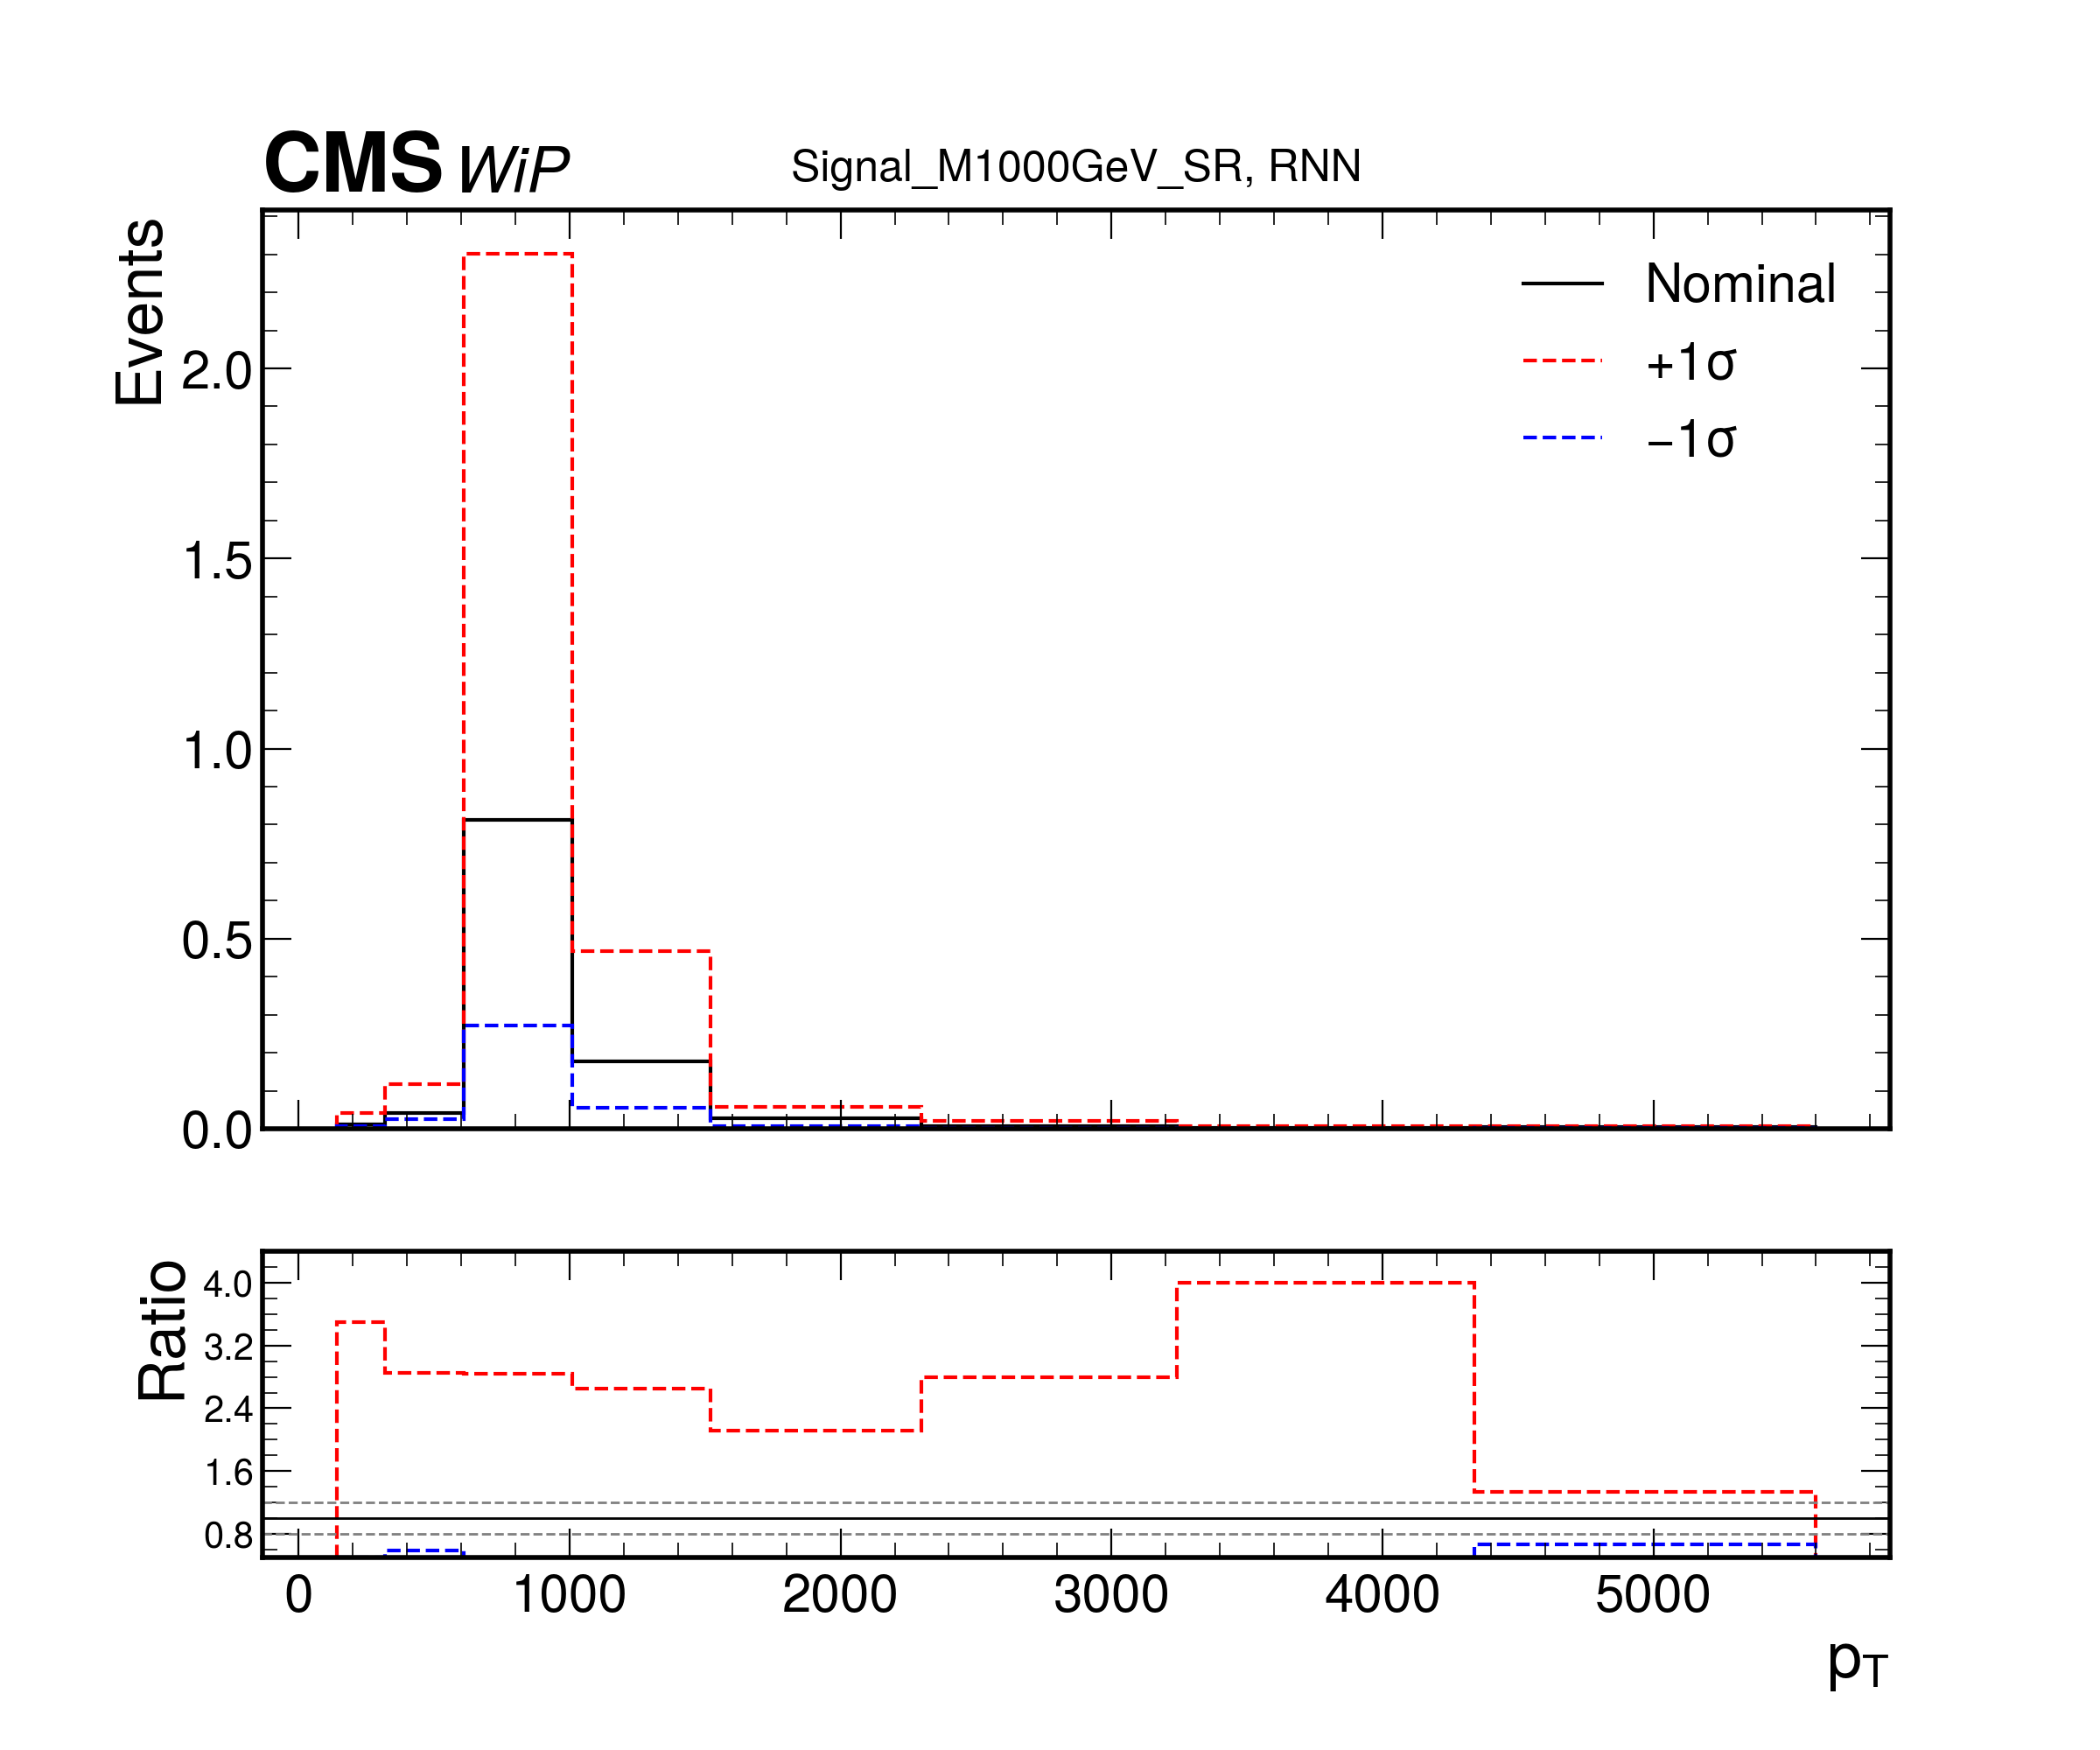 CMS WiP
Signal_M1000GeV_SR, RNN
Events
2.0
1.5
1.0
0.5
0.0
Nominal
+1σ
−1σ
Ratio
4.0
3.2
2.4
1.6
0.8
0 1000 2000 3000 4000 5000
pT